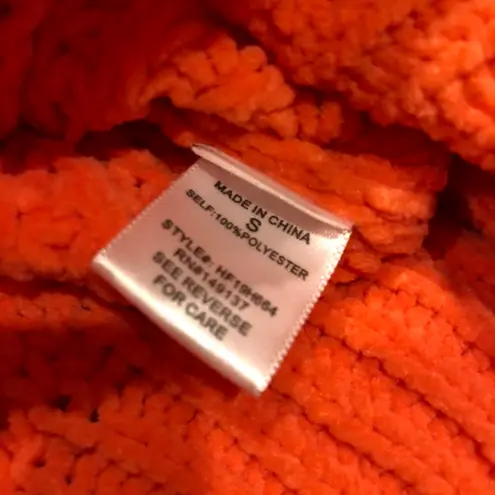 MADE IN CHINA
S
SELF:100%POLYESTER
STYLE#: HF19H664
RN#149137
SEE REVERSE
FOR CARE